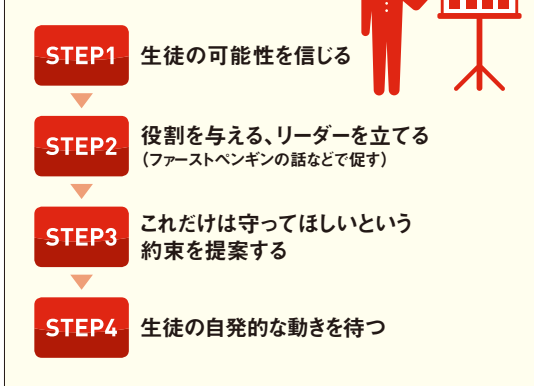 STEP1 生徒の可能性を信じる
STEP2 役割を与える、リーダーを立てる
(ファーストペンギンの話などで促す)
STEP3 これだけは守ってほしいという
約束を提案する
STEP4 生徒の自発的な動きを待つ